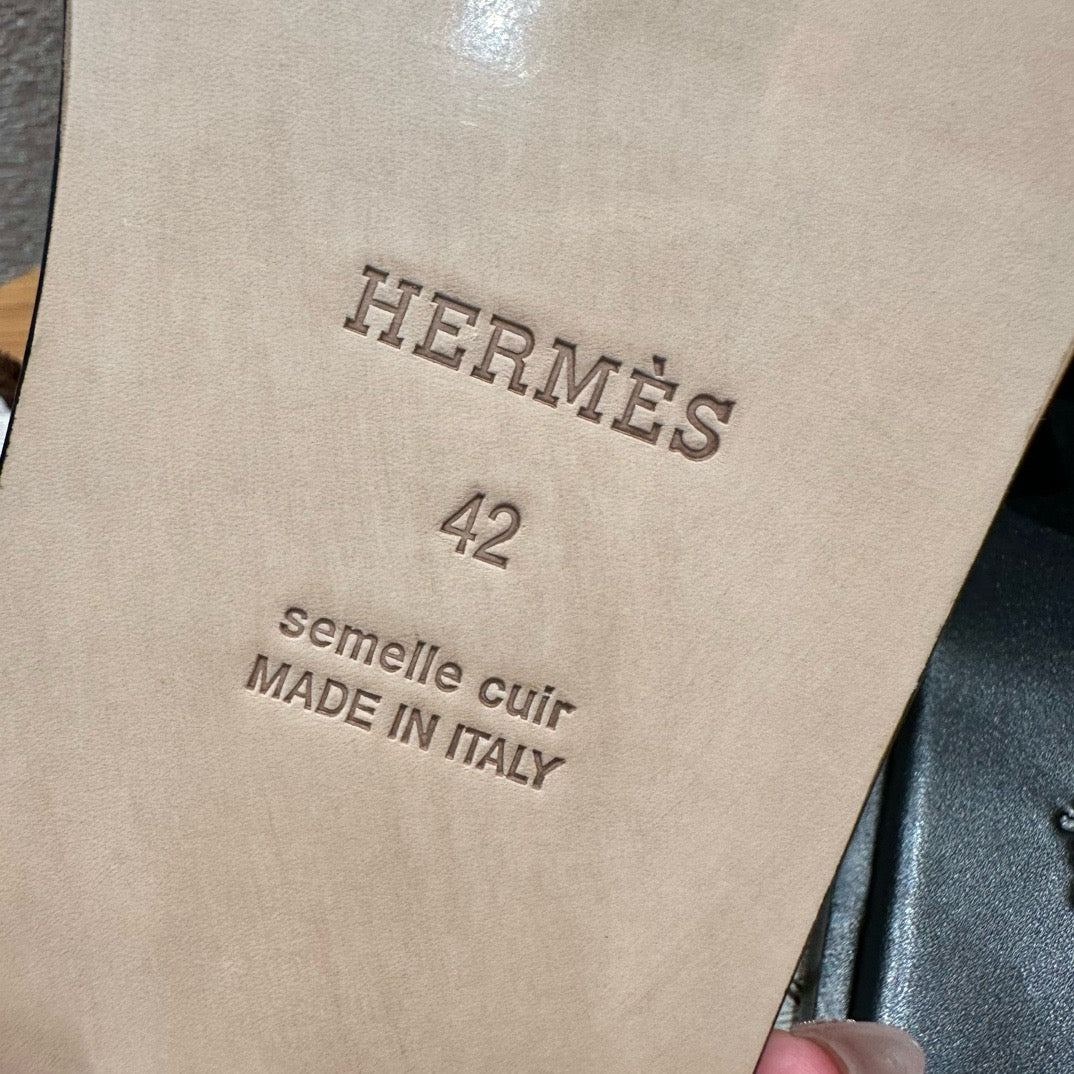 HERMÈS
42
semelle cuir
MADE IN ITALY